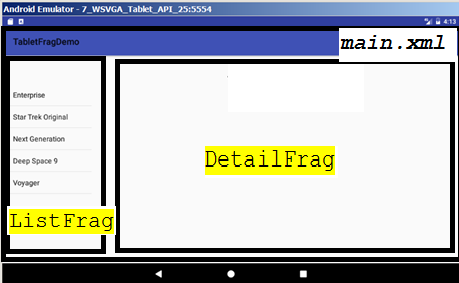 Android Emulator - 7_WSVGA_Tablet_API_25:5554
4:13
TabletFragDemo
main.xml
Enterprise
Star Trek Original
Next Generation
Deep Space 9
Voyager
DetailFrag
ListFrag